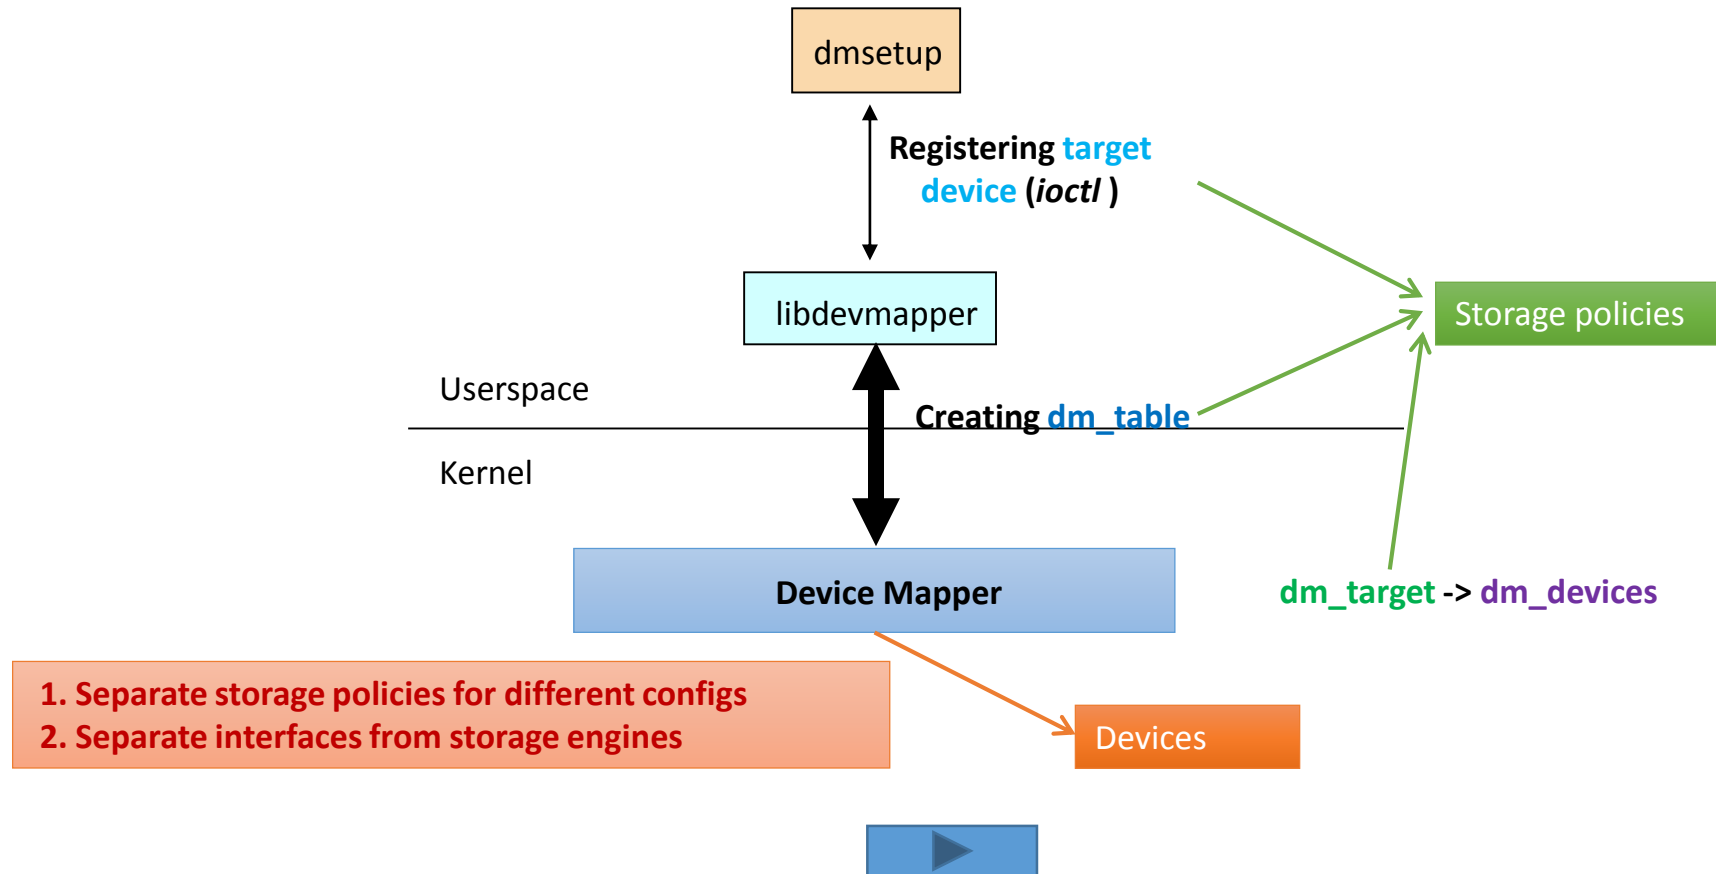 dmsetup
Registering target
device (ioctl )
libdevmapper
Storage policies
Userspace
Creating dm_table
Kernel
Device Mapper
dm_target -> dm_devices
1. Separate storage policies for different configs
2. Separate interfaces from storage engines
Devices